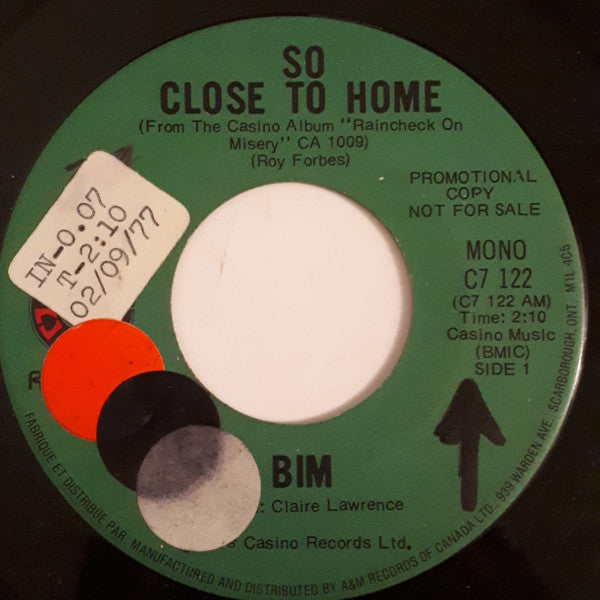 SO
CLOSE TO HOME
(From The Casino Album "Raincheck On
Misery" CA 1009)
(Roy Forbes)
PROMOTIONAL
COPY
NOT FOR SALE
IN-0.07
T-2:10
02/09/77
MONO
C7 122
(C7 122 AM)
Time: 2:10
Casino Music
(BMIC)
SIDE 1
R
BIM
: Claire Lawrence
Casino Records Ltd.
FABRIQUE ET DISTRIBUE PAR MANUFACTURED AND DISTRIBUTED BY A&M RECORDS OF CANADA LTD. 939 WARDEN AVE. SCARBOROUGH, ONT. M1L 4C5